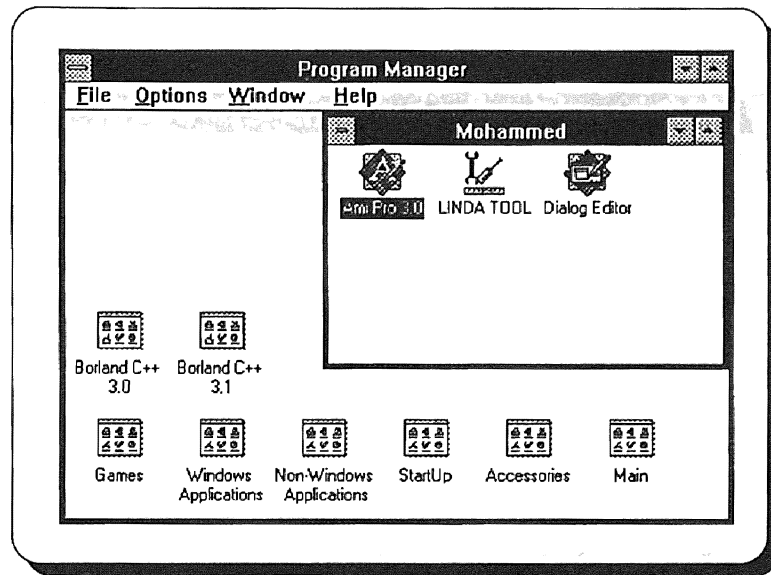 Program Manager
File Options Window Help
Mohammed
Ami Pro 3.0 LINDA TOOL Dialog Editor
Borland C++ 3.0
Borland C++ 3.1
Games
Windows Applications
Non-Windows Applications
StartUp
Accessories
Main